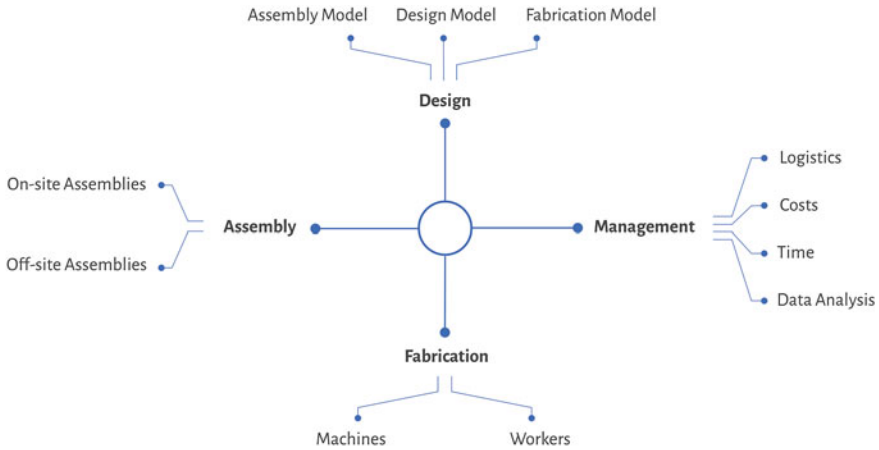 Assembly Model
Design Model
Fabrication Model
Design
On-site Assemblies
Off-site Assemblies
Assembly
Management
Logistics
Costs
Time
Data Analysis
Fabrication
Machines
Workers